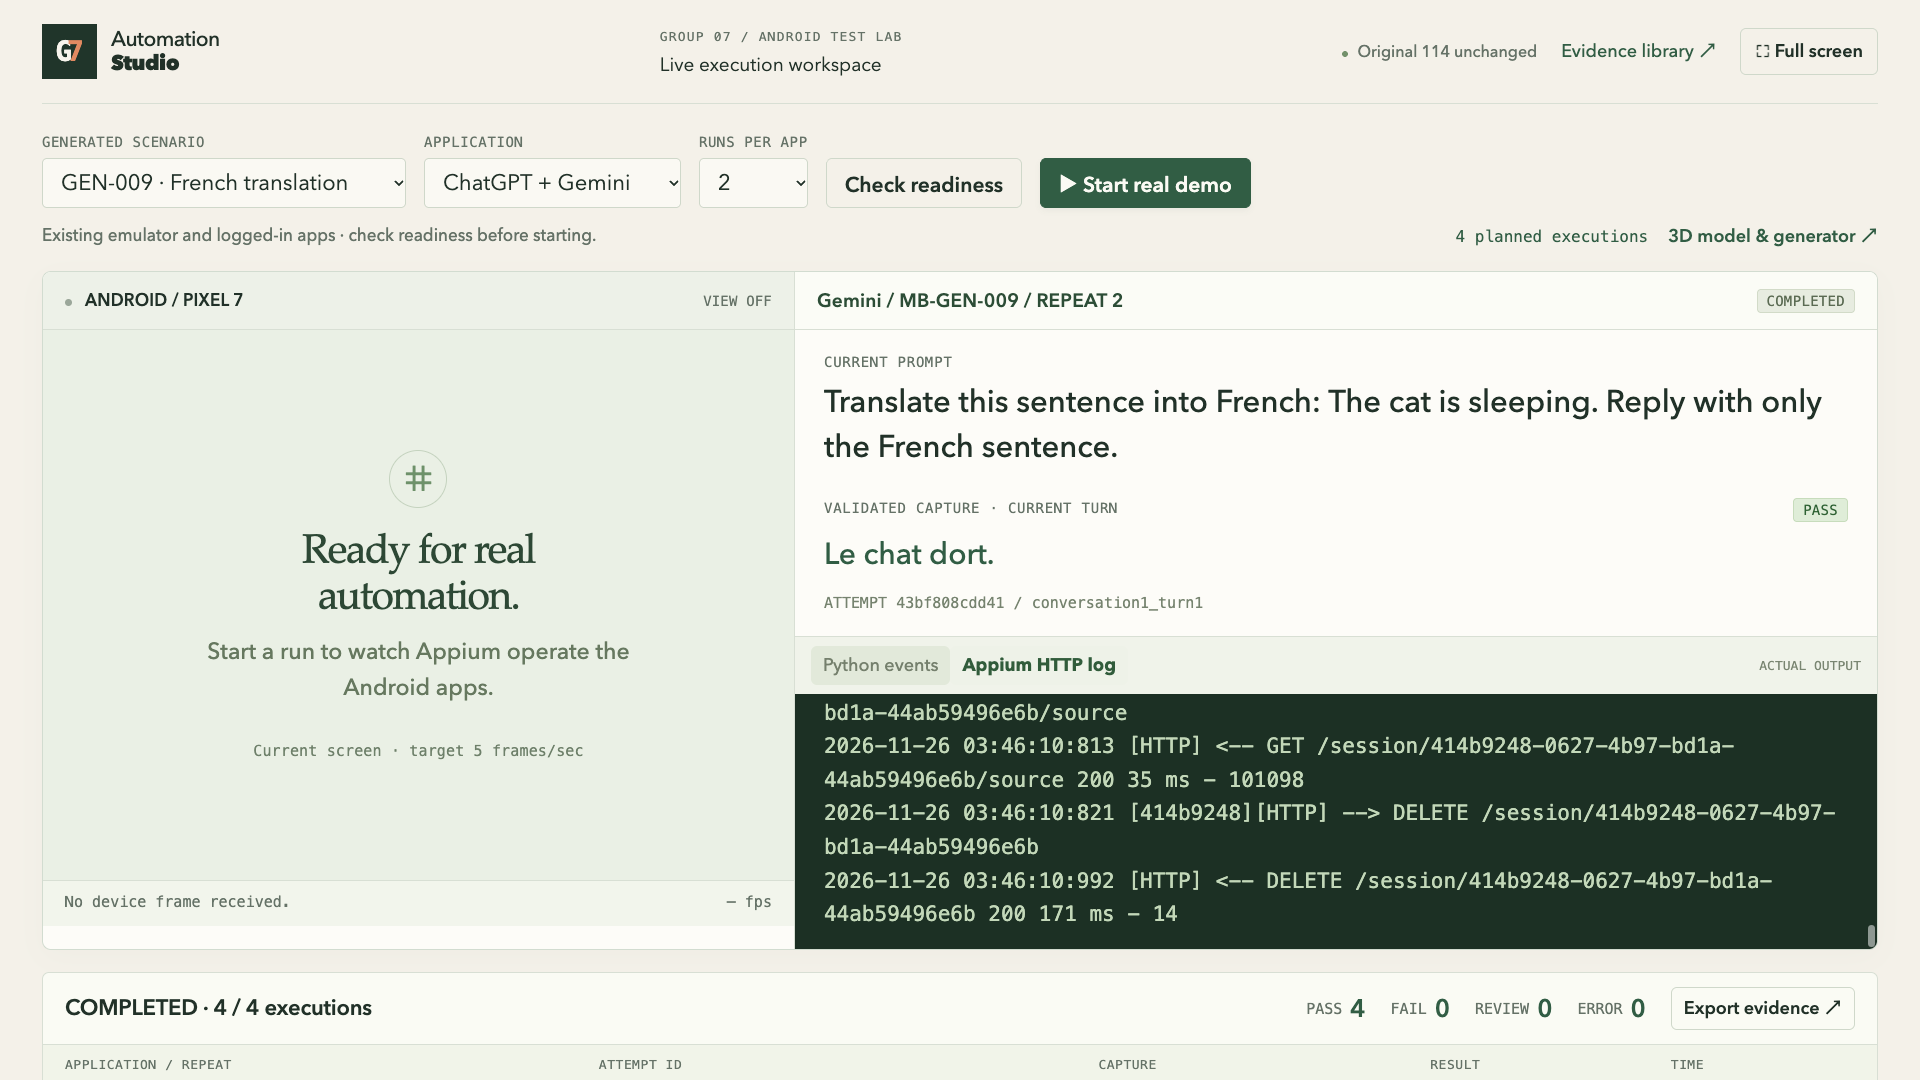 G7
Automation
Studio
GROUP 07 / ANDROID TEST LAB
Live execution workspace
Original 114 unchanged
Evidence library ↗
Full screen
GENERATED SCENARIO
APPLICATION
RUNS PER APP
GEN-009 · French translation
ChatGPT + Gemini
2
Check readiness
▶ Start real demo
Existing emulator and logged-in apps · check readiness before starting.
4 planned executions
3D model & generator ↗
ANDROID / PIXEL 7
VIEW OFF
Ready for real
automation.
Start a run to watch Appium operate the
Android apps.
Current screen · target 5 frames/sec
No device frame received.
— fps
Gemini / MB-GEN-009 / REPEAT 2
COMPLETED
CURRENT PROMPT
Translate this sentence into French: The cat is sleeping. Reply with only
the French sentence.
VALIDATED CAPTURE · CURRENT TURN
PASS
Le chat dort.
ATTEMPT 43bf808cdd41 / conversation1_turn1
Python events
Appium HTTP log
ACTUAL OUTPUT
bd1a-44ab59496e6b/source
2026-11-26 03:46:10:813 [HTTP] <-- GET /session/414b9248-0627-4b97-bd1a-
44ab59496e6b/source 200 35 ms - 101098
2026-11-26 03:46:10:821 [414b9248][HTTP] --> DELETE /session/414b9248-0627-4b97-
bd1a-44ab59496e6b
2026-11-26 03:46:10:992 [HTTP] <-- DELETE /session/414b9248-0627-4b97-bd1a-
44ab59496e6b 200 171 ms - 14
COMPLETED · 4 / 4 executions
PASS 4
FAIL 0
REVIEW 0
ERROR 0
Export evidence ↗
APPLICATION / REPEAT
ATTEMPT ID
CAPTURE
RESULT
TIME